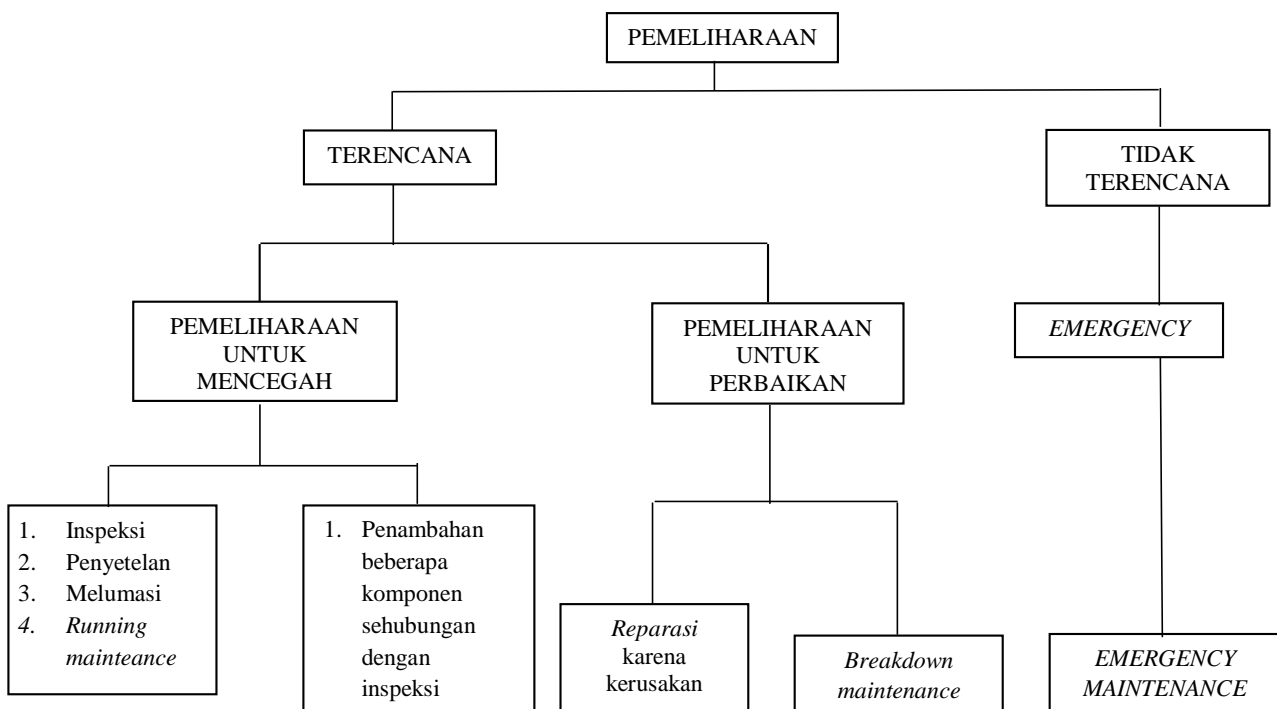 PEMELIHARAAN
TERENCANA
TIDAK
TERENCANA
PEMELIHARAAN
UNTUK
MENCEGAH
PEMELIHARAAN
UNTUK
PERBAIKAN
EMERGENCY
1. Inspeksi
2. Penyetelan
3. Melumasi
4. Running
mainteance
1. Penambahan
beberapa
komponen
sehubungan
dengan
inspeksi
Reparasi
karena
kerusakan
Breakdown
maintenance
EMERGENCY
MAINTENANCE